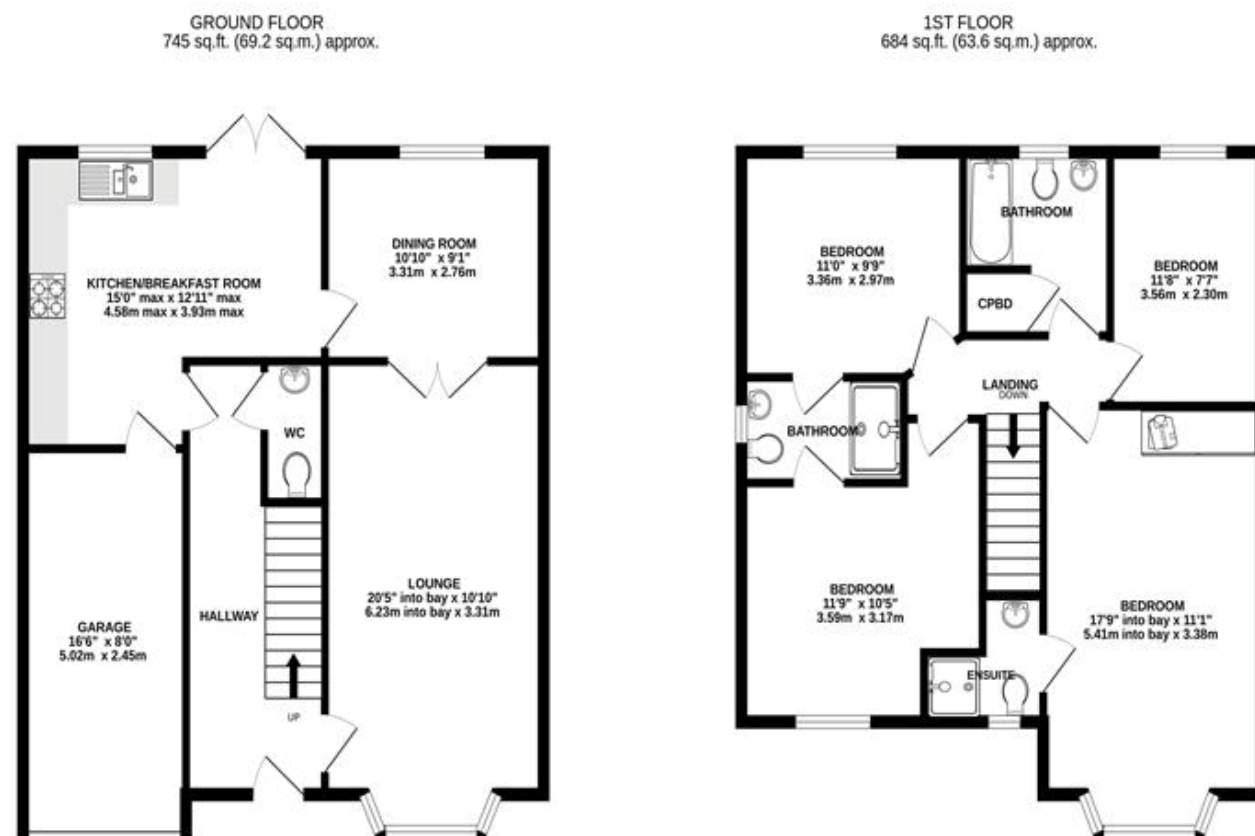 GROUND FLOOR
745 sq.ft. (69.2 sq.m.) approx.
KITCHEN/BREAKFAST ROOM
15'0" max x 12'11" max
4.58m max x 3.93m max
DINING ROOM
10'10" x 9'1"
3.31m x 2.76m
WC
GARAGE
16'6" x 8'0"
5.02m x 2.45m
HALLWAY
UP
LOUNGE
20'5" into bay x 10'10"
6.23m into bay x 3.31m
1ST FLOOR
684 sq.ft. (63.6 sq.m.) approx.
BEDROOM
11'0" x 9'9"
3.36m x 2.97m
BATHROOM
CPBD
BEDROOM
11'8" x 7'7"
3.56m x 2.30m
LANDING
DOWN
BATHROOM
BEDROOM
11'9" x 10'5"
3.59m x 3.17m
ENSUITE
BEDROOM
17'9" into bay x 11'1"
5.41m into bay x 3.38m